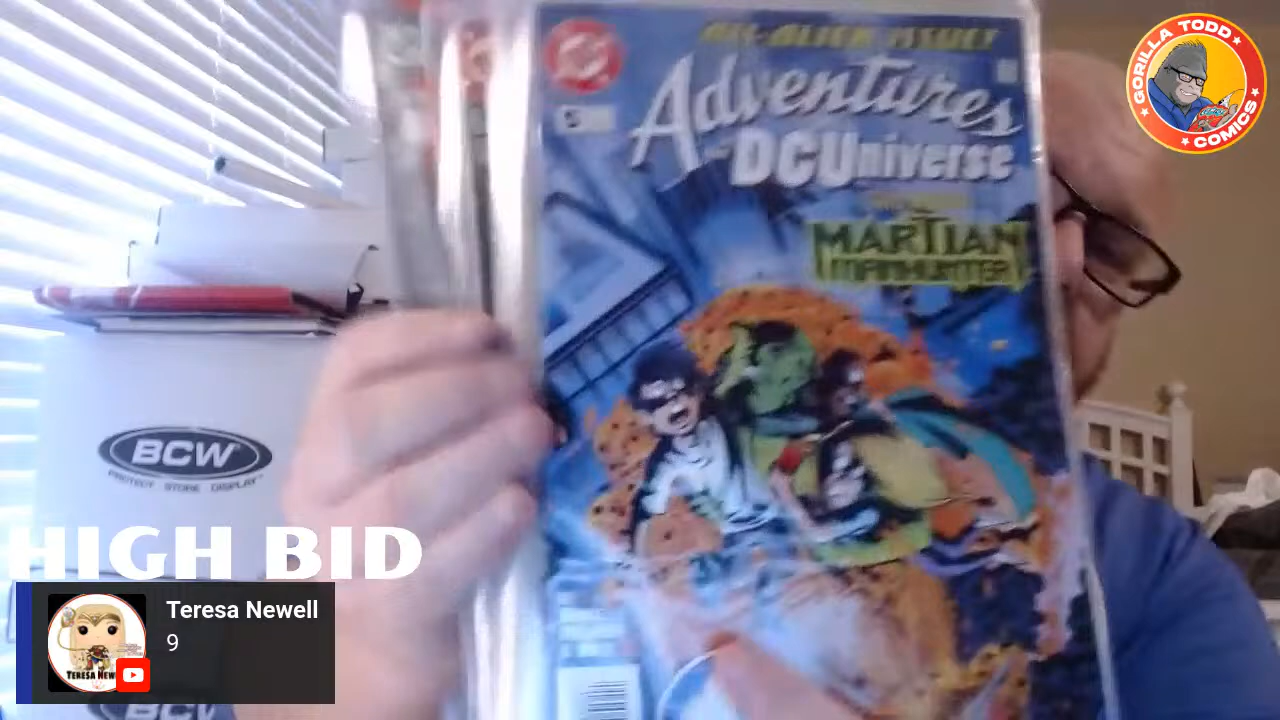 ALL-ALIEN ISSUE!
DC
Adventures
DCUniverse
MARTIAN
MANHUNTER
GORILLA TODD
COMICS
BCW
PROTECT STORE DISPLAY
HIGH BID
Teresa Newell
9
BCW